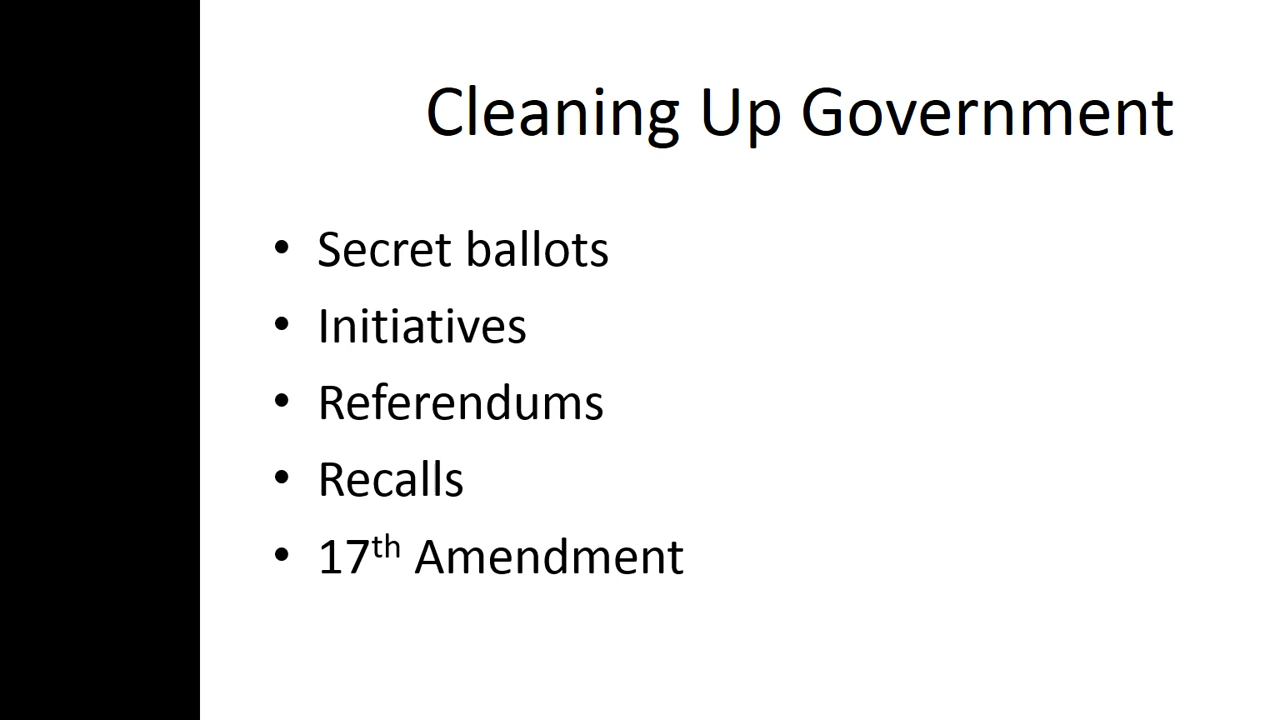 Cleaning Up Government
• Secret ballots
• Initiatives
• Referendums
• Recalls
• 17th Amendment